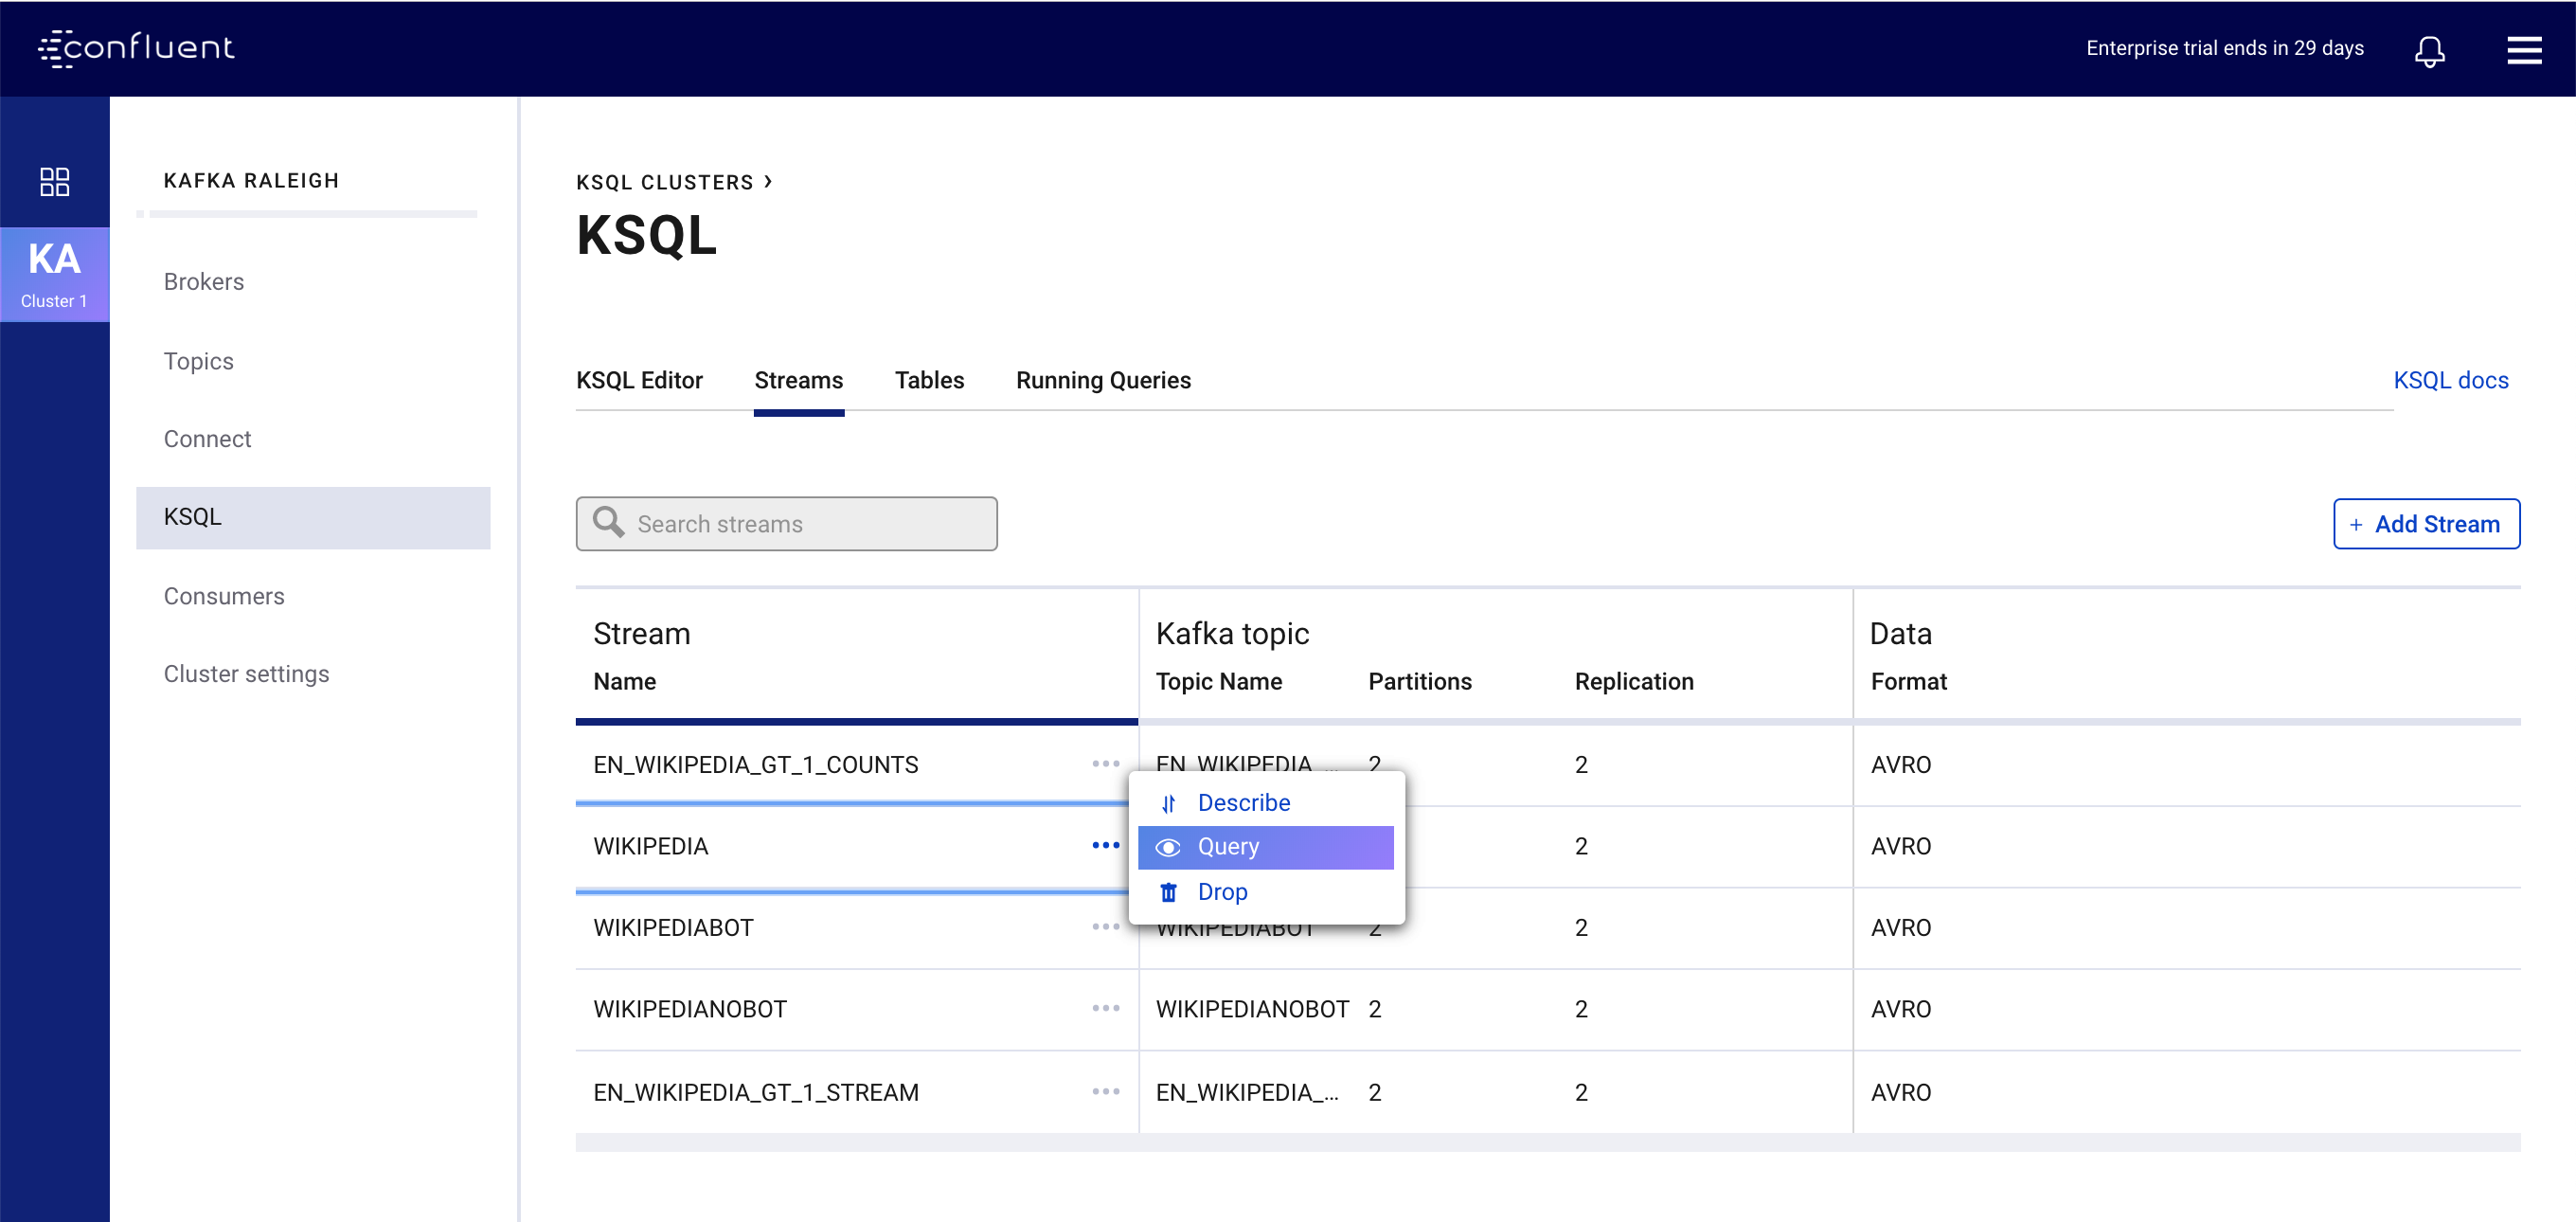 confluent
Enterprise trial ends in 29 days
KA
Cluster 1
KAFKA RALEIGH
Brokers
Topics
Connect
KSQL
Consumers
Cluster settings
KSQL CLUSTERS ›
KSQL
KSQL Editor Streams Tables Running Queries KSQL docs
Search streams
+ Add Stream
Stream Kafka topic Data
Name Topic Name Partitions Replication Format
EN_WIKIPEDIA_GT_1_COUNTS ••• EN_WIKIPEDIA_... 2 2 AVRO
Describe
WIKIPEDIA ••• Query 2 AVRO
Drop
WIKIPEDIABOT ••• WIKIPEDIABOT 2 2 AVRO
WIKIPEDIANOBOT ••• WIKIPEDIANOBOT 2 2 AVRO
EN_WIKIPEDIA_GT_1_STREAM ••• EN_WIKIPEDIA_... 2 2 AVRO